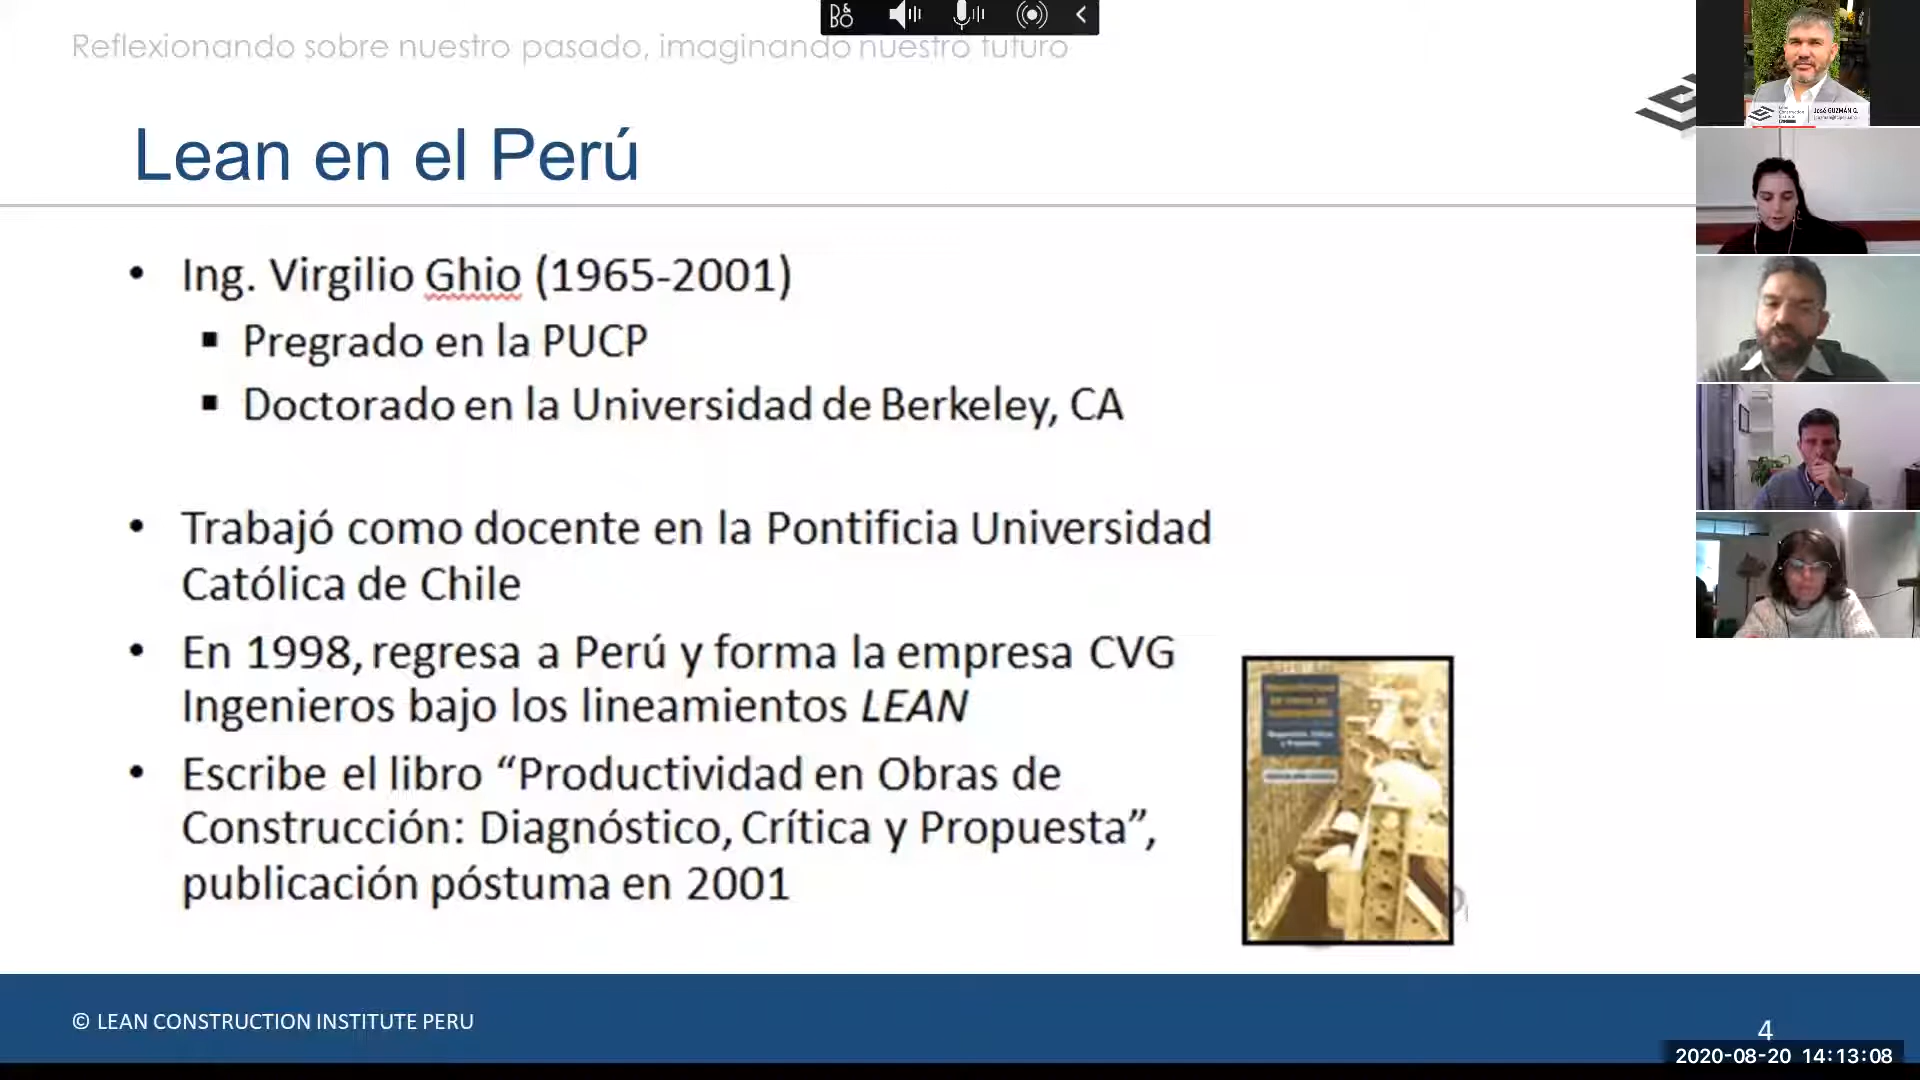 B&O
Reflexionando sobre nuestro pasado, imaginando nuestro futuro
José GUZMÁN G.
Lean en el Perú
• Ing. Virgilio Ghio (1965-2001)
▪ Pregrado en la PUCP
▪ Doctorado en la Universidad de Berkeley, CA
• Trabajó como docente en la Pontificia Universidad
Católica de Chile
• En 1998, regresa a Perú y forma la empresa CVG
Ingenieros bajo los lineamientos LEAN
• Escribe el libro “Productividad en Obras de
Construcción: Diagnóstico, Crítica y Propuesta”,
publicación póstuma en 2001
© LEAN CONSTRUCTION INSTITUTE PERU
4
2020-08-20 14:13:08